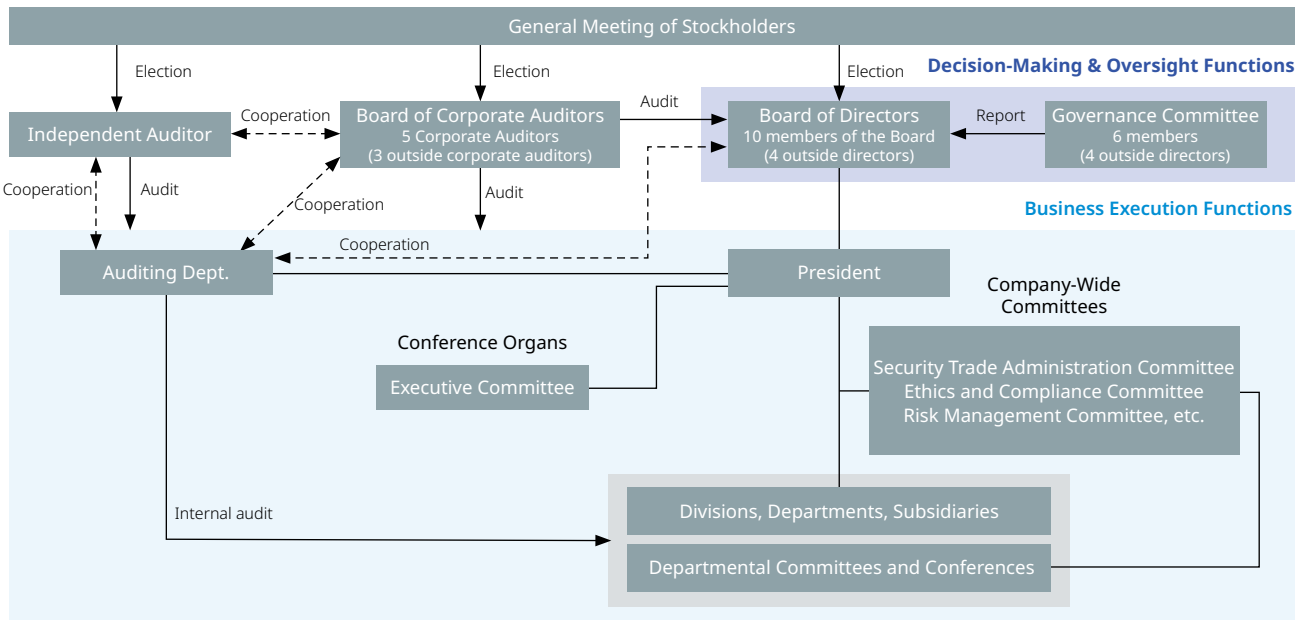 General Meeting of Stockholders
Election
Election
Election
Decision-Making & Oversight Functions
Independent Auditor
Cooperation
Board of Corporate Auditors
5 Corporate Auditors
(3 outside corporate auditors)
Audit
Board of Directors
10 members of the Board
(4 outside directors)
Report
Governance Committee
6 members
(4 outside directors)
Cooperation
Audit
Cooperation
Audit
Business Execution Functions
Cooperation
Auditing Dept.
President
Company-Wide
Committees
Conference Organs
Executive Committee
Security Trade Administration Committee
Ethics and Compliance Committee
Risk Management Committee, etc.
Internal audit
Divisions, Departments, Subsidiaries
Departmental Committees and Conferences